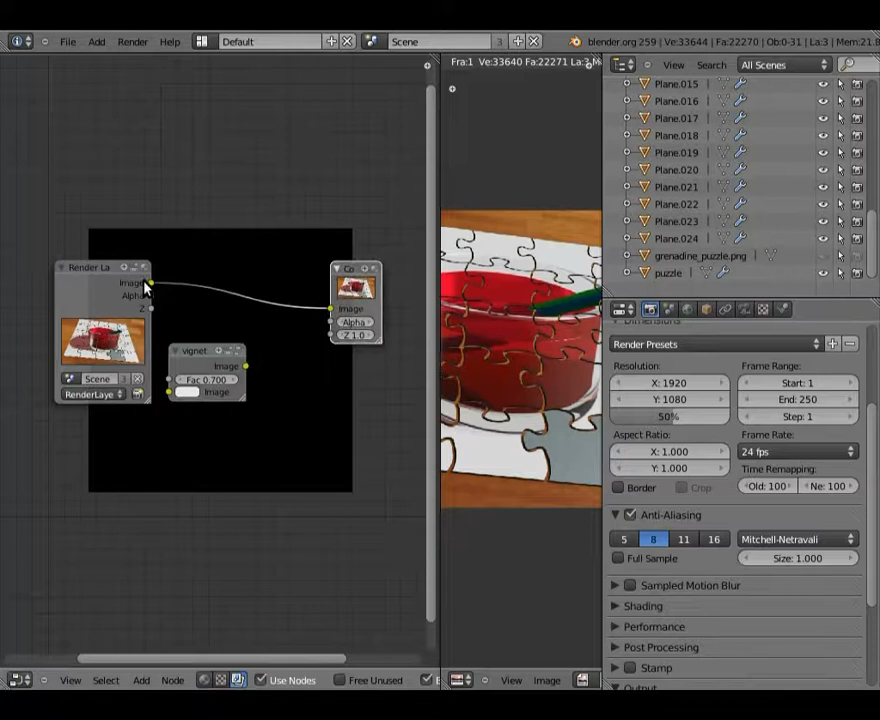 File Add Render Help Default Scene 3 blender.org 259 | Ve:33644 | Fa:22270 | Ob:0-31 | La:3 | Mem:21.8
Fra:1 Ve:33640 Fa:22271 La:3
View Search All Scenes
Plane.015
Plane.016
Plane.017
Plane.018
Plane.019
Plane.020
Plane.021
Plane.022
Plane.023
Plane.024
grenadine_puzzle.png
puzzle
Render La
Image
Alpha
Z
Scene 3
RenderLaye
vignet
Image
Fac 0.700
Image
Co
Image
Alpha
Z 1.0
Dimensions
Render Presets
Resolution: Frame Range:
X: 1920 Start: 1
Y: 1080 End: 250
50% Step: 1
Aspect Ratio: Frame Rate:
X: 1.000 24 fps
Y: 1.000 Time Remapping:
Border Crop Old: 100 Ne: 100
Anti-Aliasing
5 8 11 16 Mitchell-Netravali
Full Sample Size: 1.000
Sampled Motion Blur
Shading
Performance
Post Processing
Stamp
Output
View Select Add Node Use Nodes Free Unused
View Image